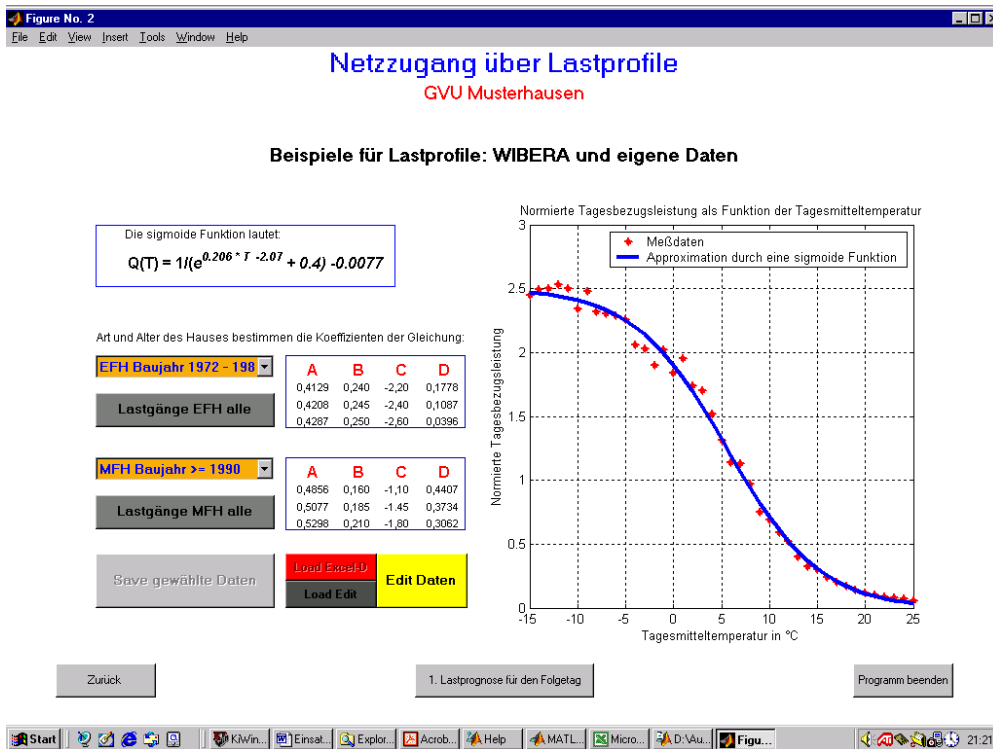 Figure No. 2
File Edit View Insert Tools Window Help
Netzzugang über Lastprofile
GVU Musterhausen
Beispiele für Lastprofile: WIBERA und eigene Daten
Die sigmoide Funktion lautet:
Q(T) = 1/(e^0.206 * T -2.07 + 0.4) -0.0077
Art und Alter des Hauses bestimmen die Koeffizienten der Gleichung:
EFH Baujahr 1972 - 198
Lastgänge EFH alle
A B C D
0,4129 0,240 -2,20 0,1778
0,4208 0,245 -2,40 0,1087
0,4287 0,250 -2,60 0,0396
MFH Baujahr >= 1990
Lastgänge MFH alle
A B C D
0,4856 0,160 -1,10 0,4407
0,5077 0,185 -1.45 0,3734
0,5298 0,210 -1,80 0,3062
Save gewählte Daten
Load Excel-D
Load Edit
Edit Daten
Normierte Tagesbezugsleistung als Funktion der Tagesmitteltemperatur
Meßdaten
Approximation durch eine sigmoide Funktion
Normierte Tagesbezugsleistung
3
2.5
2
1.5
1
0.5
0
-15 -10 -5 0 5 10 15 20 25
Tagesmitteltemperatur in °C
Zurück
1. Lastprognose für den Folgetag
Programm beenden
Start KiWin... Einsat... Explor... Acrob... Help MATL... Micro... D:\Au... Figu... 21:21